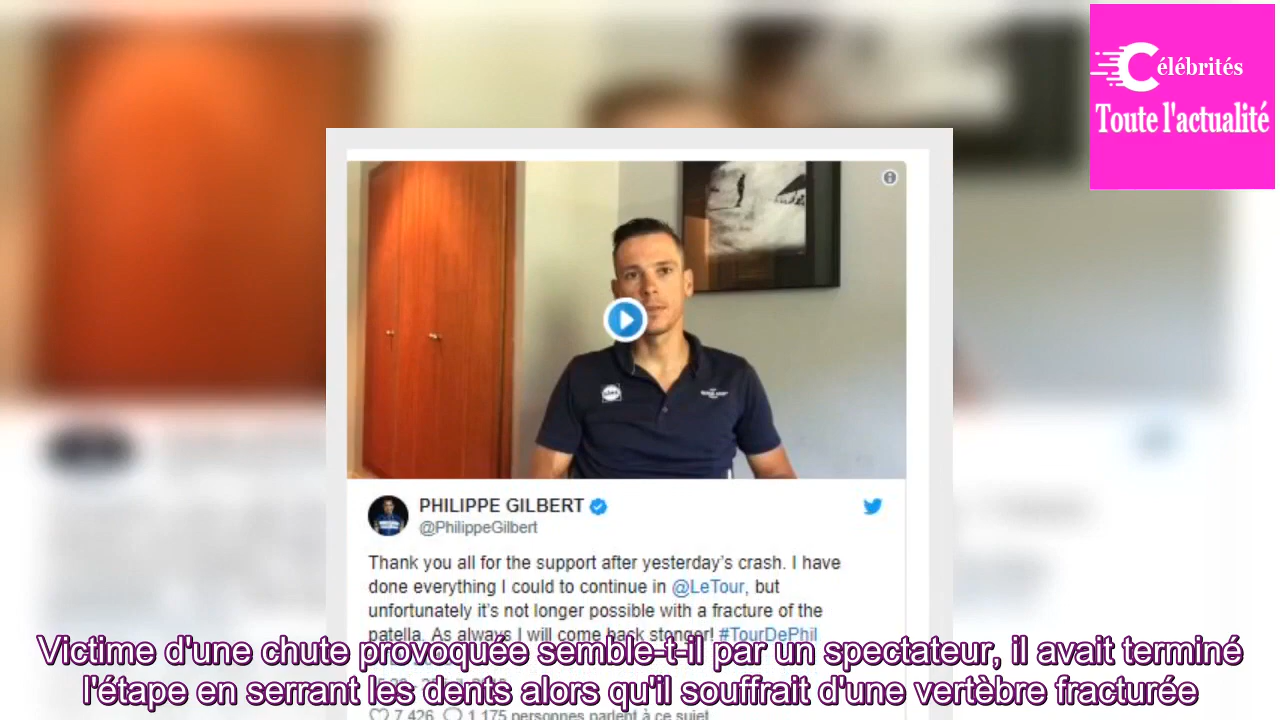 Célébrités
Toute l'actualité
PHILIPPE GILBERT
@PhilippeGilbert
Thank you all for the support after yesterday's crash. I have
done everything I could to continue in @LeTour, but
unfortunately it's not longer possible with a fracture of the
patella. As always I will come back stonger! #TourDePhil
Victime d'une chute provoquée semble-t-il par un spectateur, il avait terminé
l'étape en serrant les dents alors qu'il souffrait d'une vertèbre fracturée
7 426 1 175 personnes parlent à ce sujet